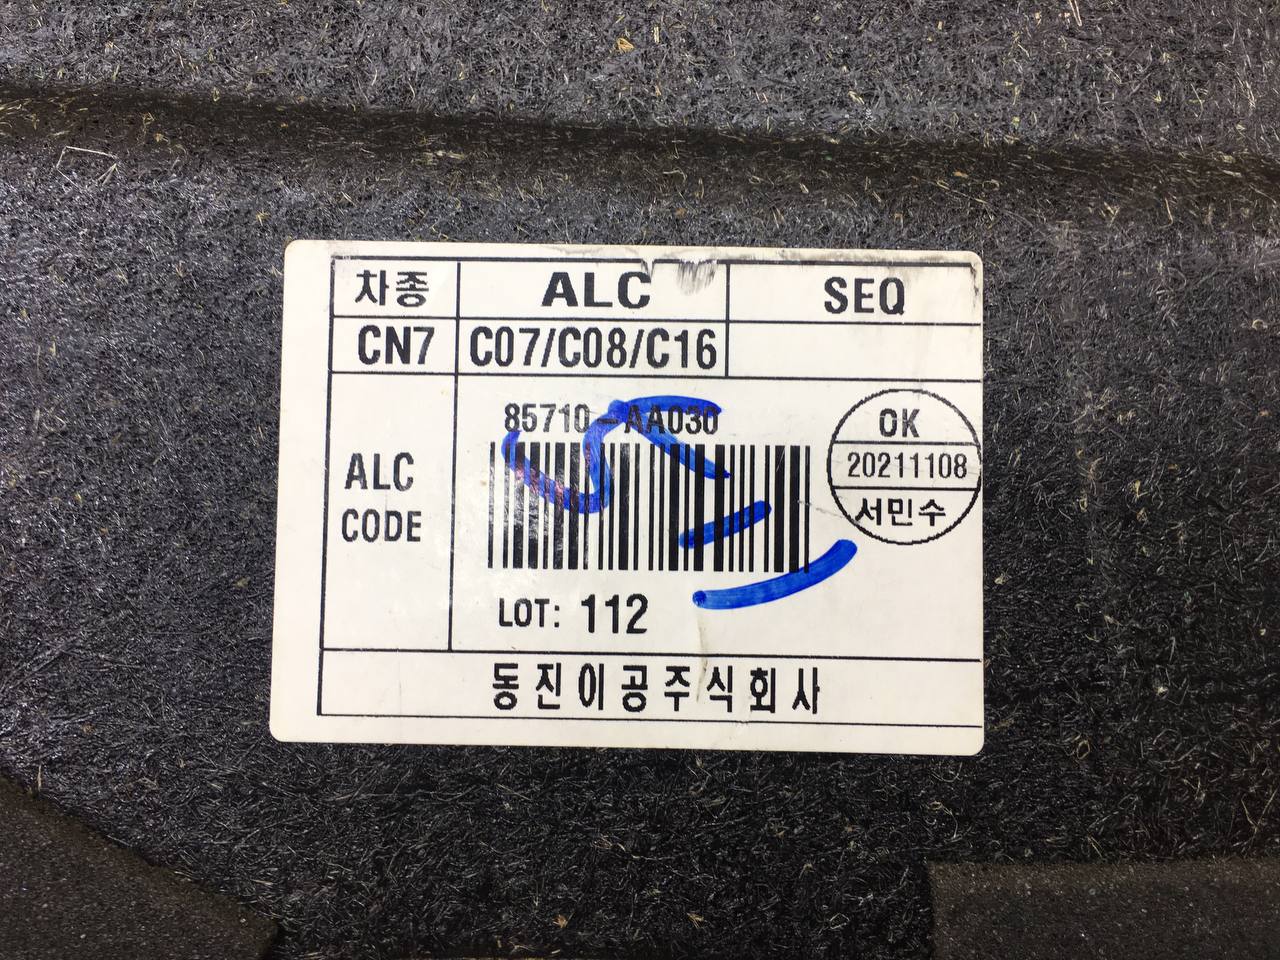 차종 ALC SEQ
CN7 C07/C08/C16
85710-AA030
ALC
CODE
OK
20211108
서민수
LOT: 112
동진이공주식회사